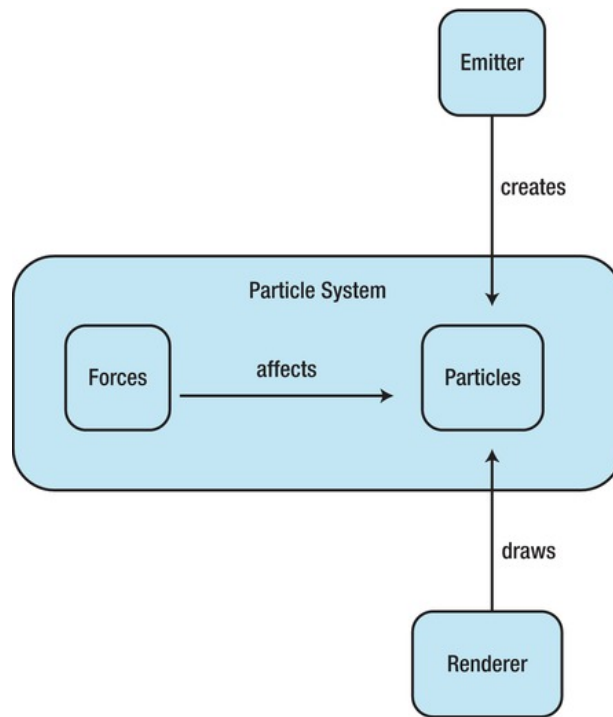 Emitter
creates
Particle System
Forces
affects
Particles
draws
Renderer